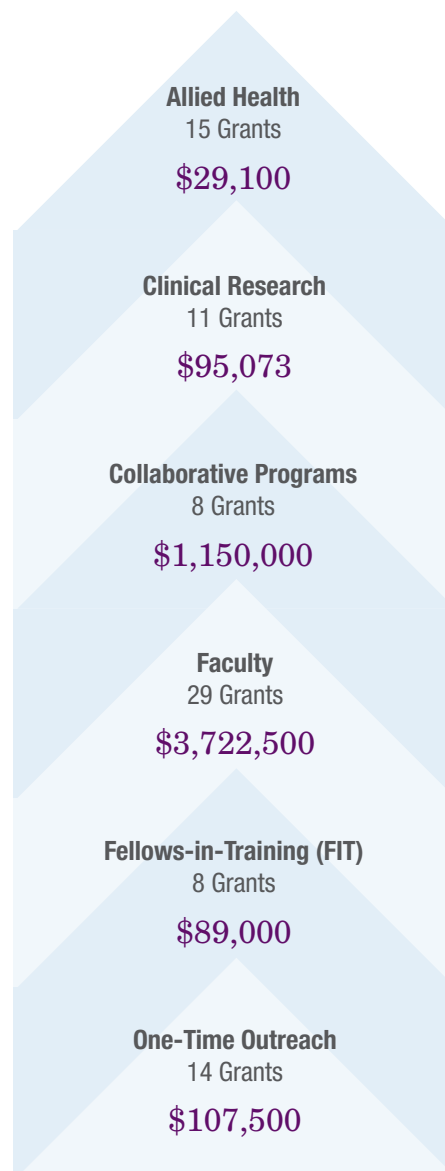 Allied Health
15 Grants
$29,100
Clinical Research
11 Grants
$95,073
Collaborative Programs
8 Grants
$1,150,000
Faculty
29 Grants
$3,722,500
Fellows-in-Training (FIT)
8 Grants
$89,000
One-Time Outreach
14 Grants
$107,500